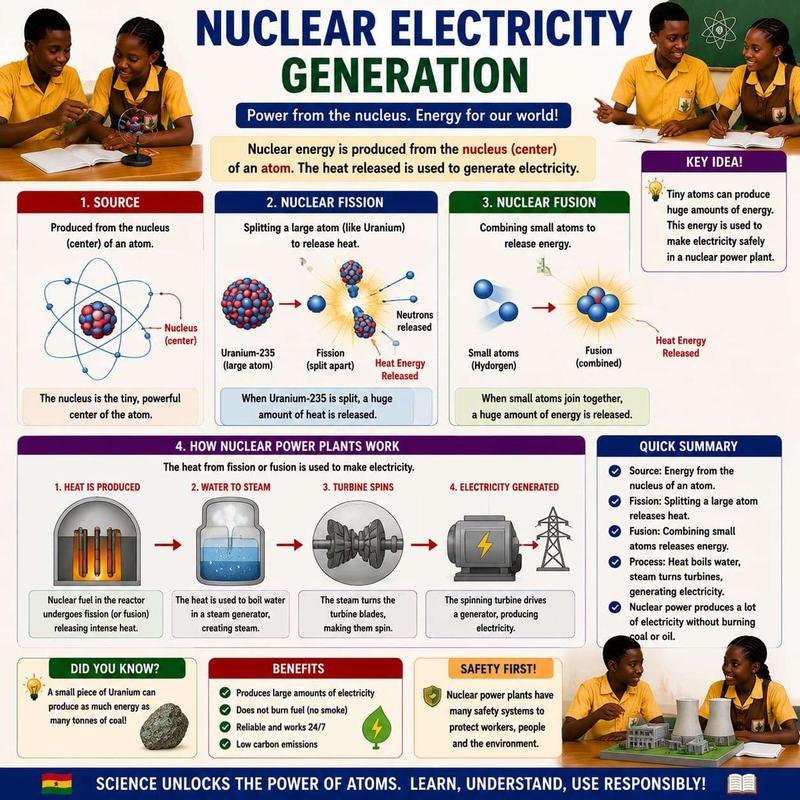 NUCLEAR ELECTRICITY
GENERATION
Power from the nucleus. Energy for our world!
Nuclear energy is produced from the nucleus (center)
of an atom. The heat released is used to generate electricity.
KEY IDEA!
Tiny atoms can produce
huge amounts of energy.
This energy is used to
make electricity safely
in a nuclear power plant.
1. SOURCE
Produced from the nucleus
(center) of an atom.
Nucleus
(center)
The nucleus is the tiny, powerful
center of the atom.
2. NUCLEAR FISSION
Splitting a large atom (like Uranium)
to release heat.
Neutrons
released
Uranium-235
(large atom)
Fission
(split apart)
Heat Energy
Released
When Uranium-235 is split, a huge
amount of heat is released.
3. NUCLEAR FUSION
Combining small atoms to
release energy.
Small atoms
(Hydorgen)
Fusion
(combined)
Heat Energy
Released
When small atoms join together,
a huge amount of energy is released.
4. HOW NUCLEAR POWER PLANTS WORK
The heat from fission or fusion is used to make electricity.
1. HEAT IS PRODUCED
Nuclear fuel in the reactor
undergoes fission (or fusion)
releasing intense heat.
2. WATER TO STEAM
The heat is used to boil water
in a steam generator,
creating steam.
3. TURBINE SPINS
The steam turns the
turbine blades,
making them spin.
4. ELECTRICITY GENERATED
The spinning turbine drives
a generator, producing
electricity.
QUICK SUMMARY
Source: Energy from the
nucleus of an atom.
Fission: Splitting a large atom
releases heat.
Fusion: Combining small
atoms releases energy.
Process: Heat boils water,
steam turns turbines,
generating electricity.
Nuclear power produces a lot
of electricity without burning
coal or oil.
DID YOU KNOW?
A small piece of Uranium can
produce as much energy as
many tonnes of coal!
BENEFITS
Produces large amounts of electricity
Does not burn fuel (no smoke)
Reliable and works 24/7
Low carbon emissions
SAFETY FIRST!
Nuclear power plants have
many safety systems to
protect workers, people
and the environment.
SCIENCE UNLOCKS THE POWER OF ATOMS. LEARN, UNDERSTAND, USE RESPONSIBLY!